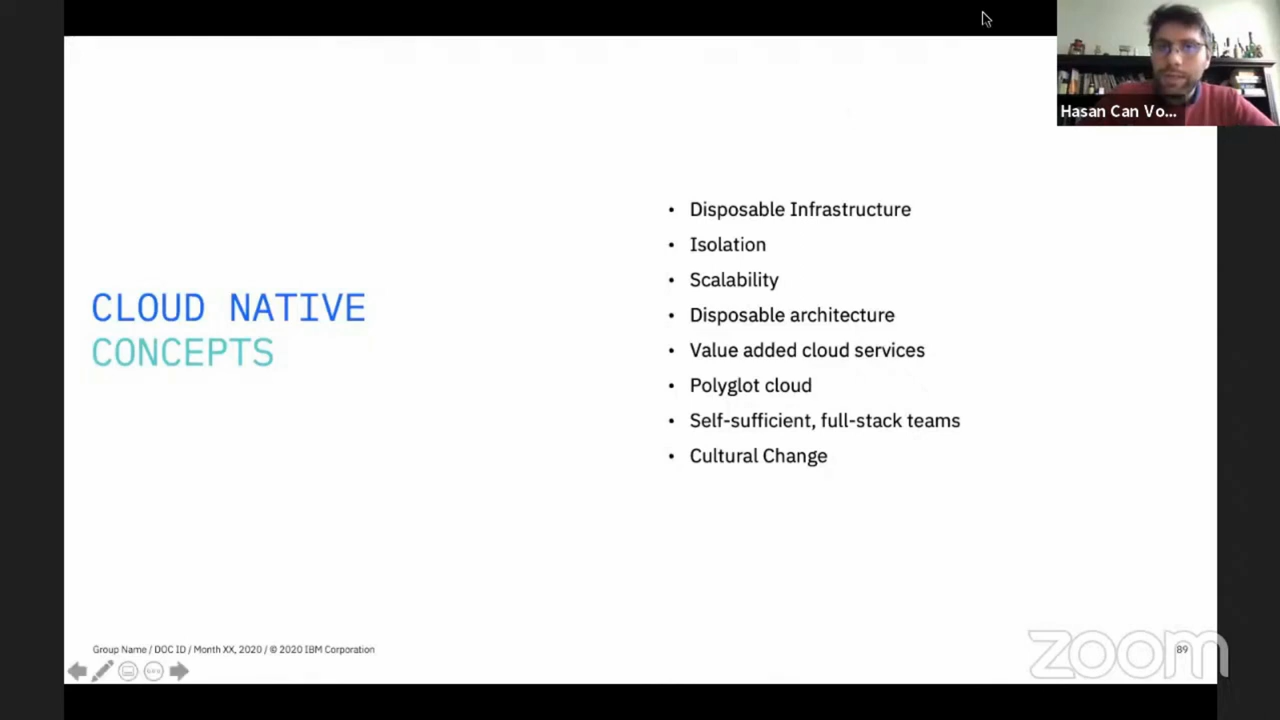 Hasan Can Vo...
CLOUD NATIVE
CONCEPTS
• Disposable Infrastructure
• Isolation
• Scalability
• Disposable architecture
• Value added cloud services
• Polyglot cloud
• Self-sufficient, full-stack teams
• Cultural Change
Group Name / DOC ID / Month XX, 2020 / © 2020 IBM Corporation
89
zoom